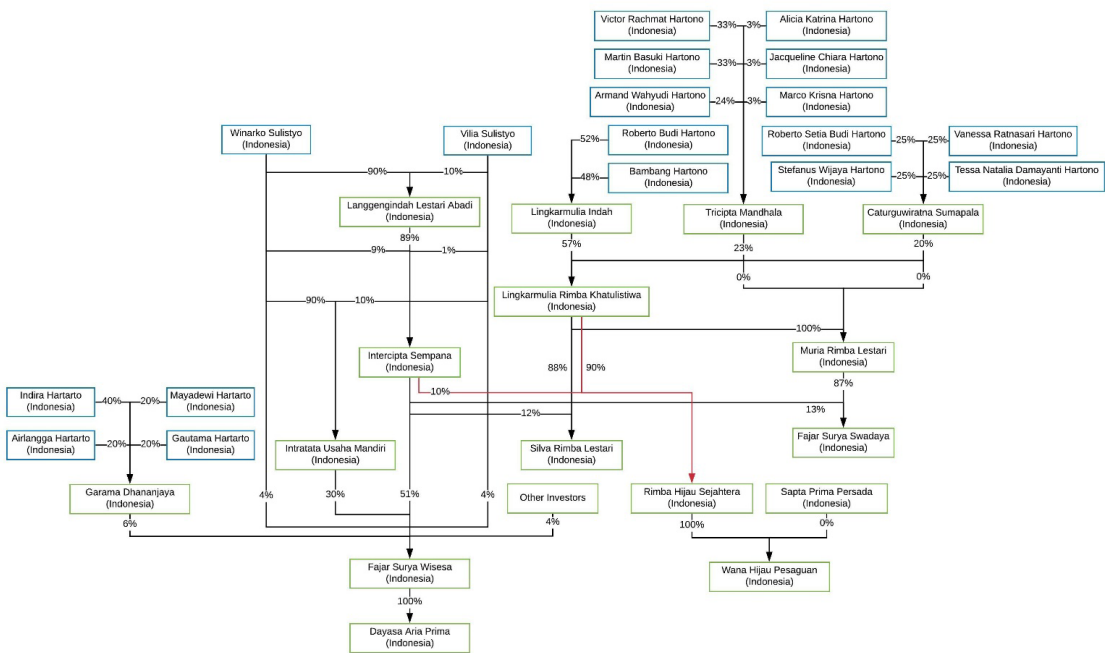 Victor Rachmat Hartono
(Indonesia)
33%
3%
Alicia Katrina Hartono
(Indonesia)
Martin Basuki Hartono
(Indonesia)
33%
3%
Jacqueline Chiara Hartono
(Indonesia)
Armand Wahyudi Hartono
(Indonesia)
24%
3%
Marco Krisna Hartono
(Indonesia)
Winarko Sulistyo
(Indonesia)
Vilia Sulistyo
(Indonesia)
52%
Roberto Budi Hartono
(Indonesia)
Roberto Setia Budi Hartono
(Indonesia)
25%
25%
Vanessa Ratnasari Hartono
(Indonesia)
90%
10%
48%
Bambang Hartono
(Indonesia)
Stefanus Wijaya Hartono
(Indonesia)
25%
25%
Tessa Natalia Damayanti Hartono
(Indonesia)
Langgengindah Lestari Abadi
(Indonesia)
89%
Lingkarmulia Indah
(Indonesia)
57%
Tricipta Mandhala
(Indonesia)
23%
Caturguwiratna Sumapala
(Indonesia)
20%
9%
1%
0%
0%
90%
10%
Lingkarmulia Rimba Khatulistiwa
(Indonesia)
100%
Intercipta Sempana
(Indonesia)
88%
90%
Muria Rimba Lestari
(Indonesia)
87%
10%
Indira Hartarto
(Indonesia)
40%
20%
Mayadewi Hartarto
(Indonesia)
12%
13%
Airlangga Hartarto
(Indonesia)
20%
20%
Gautama Hartarto
(Indonesia)
Intratata Usaha Mandiri
(Indonesia)
Silva Rimba Lestari
(Indonesia)
Fajar Surya Swadaya
(Indonesia)
Garama Dhananjaya
(Indonesia)
6%
4%
30%
51%
4%
Other Investors
4%
Rimba Hijau Sejahtera
(Indonesia)
100%
Sapta Prima Persada
(Indonesia)
0%
Fajar Surya Wisesa
(Indonesia)
100%
Wana Hijau Pesaguan
(Indonesia)
Dayasa Aria Prima
(Indonesia)